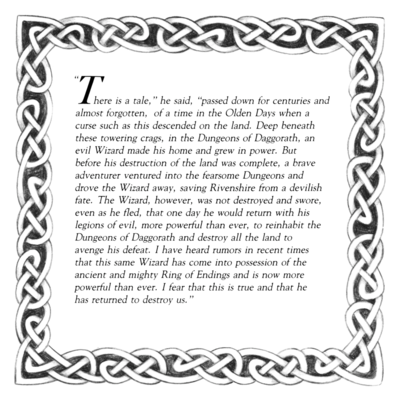 "There is a tale," he said, "passed down for centuries and
almost forgotten, of a time in the Olden Days when a
curse such as this descended on the land. Deep beneath
these towering crags, in the Dungeons of Daggorath, an
evil Wizard made his home and grew in power. But
before his destruction of the land was complete, a brave
adventurer ventured into the fearsome Dungeons and
drove the Wizard away, saving Rivenshire from a devilish
fate. The Wizard, however, was not destroyed and swore,
even as he fled, that one day he would return with his
legions of evil, more powerful than ever, to reinhabit the
Dungeons of Daggorath and destroy all the land to
avenge his defeat. I have heard rumors in recent times
that this same Wizard has come into possession of the
ancient and mighty Ring of Endings and is now more
powerful than ever. I fear that this is true and that he
has returned to destroy us."